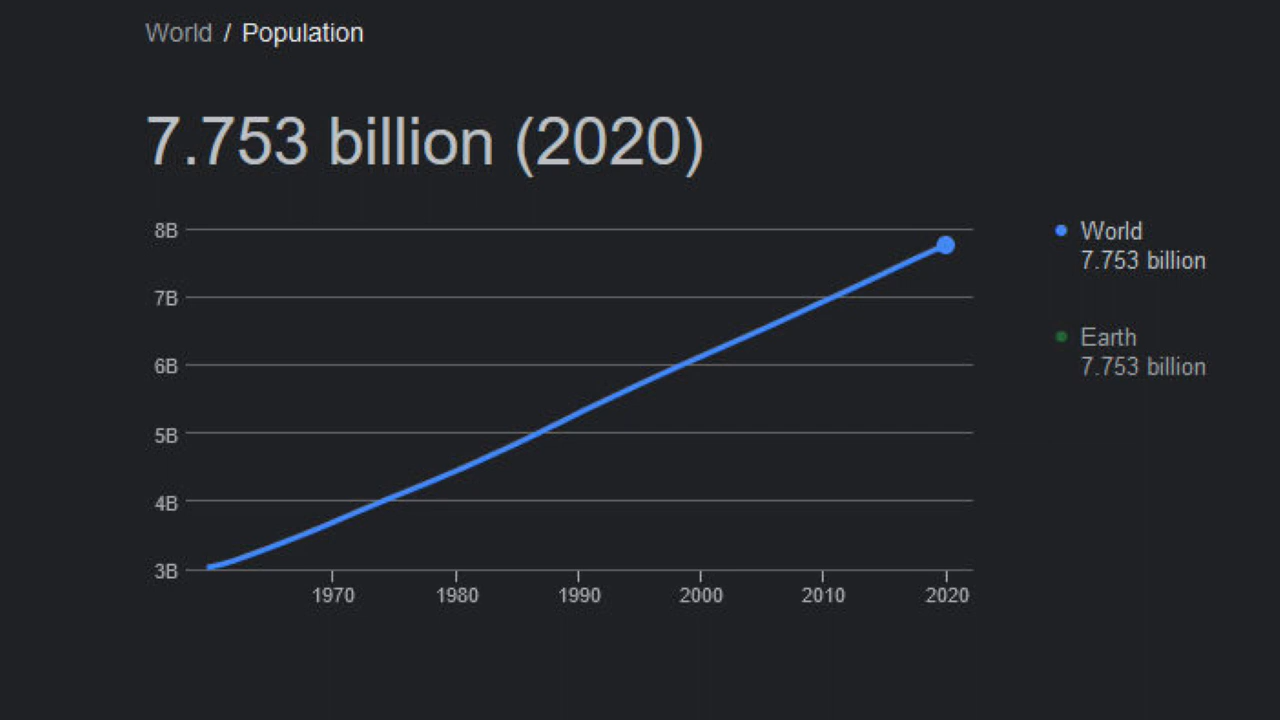 World / Population
7.753 billion (2020)
8B
7B
6B
5B
4B
3B
1970 1980 1990 2000 2010 2020
World
7.753 billion
Earth
7.753 billion